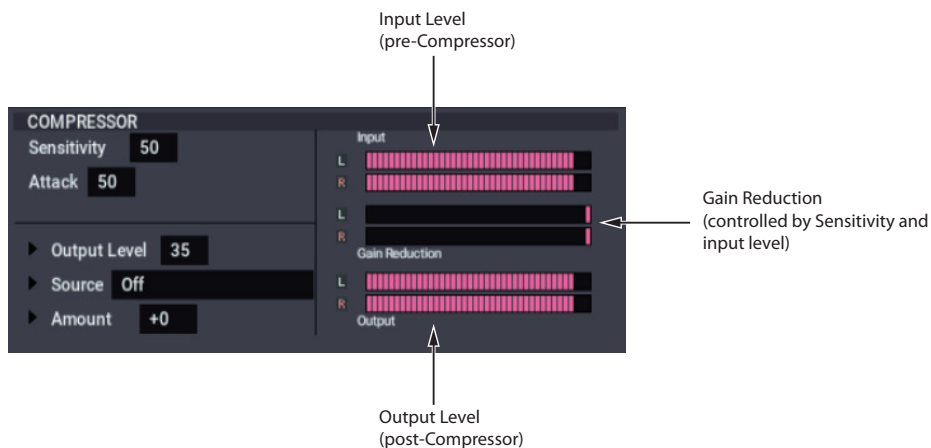 Input Level
(pre-Compressor)
COMPRESSOR
Sensitivity 50
Attack 50
Output Level 35
Source Off
Amount +0
Input
L
R
L
R
Gain Reduction
L
R
Output
Gain Reduction
(controlled by Sensitivity and
input level)
Output Level
(post-Compressor)